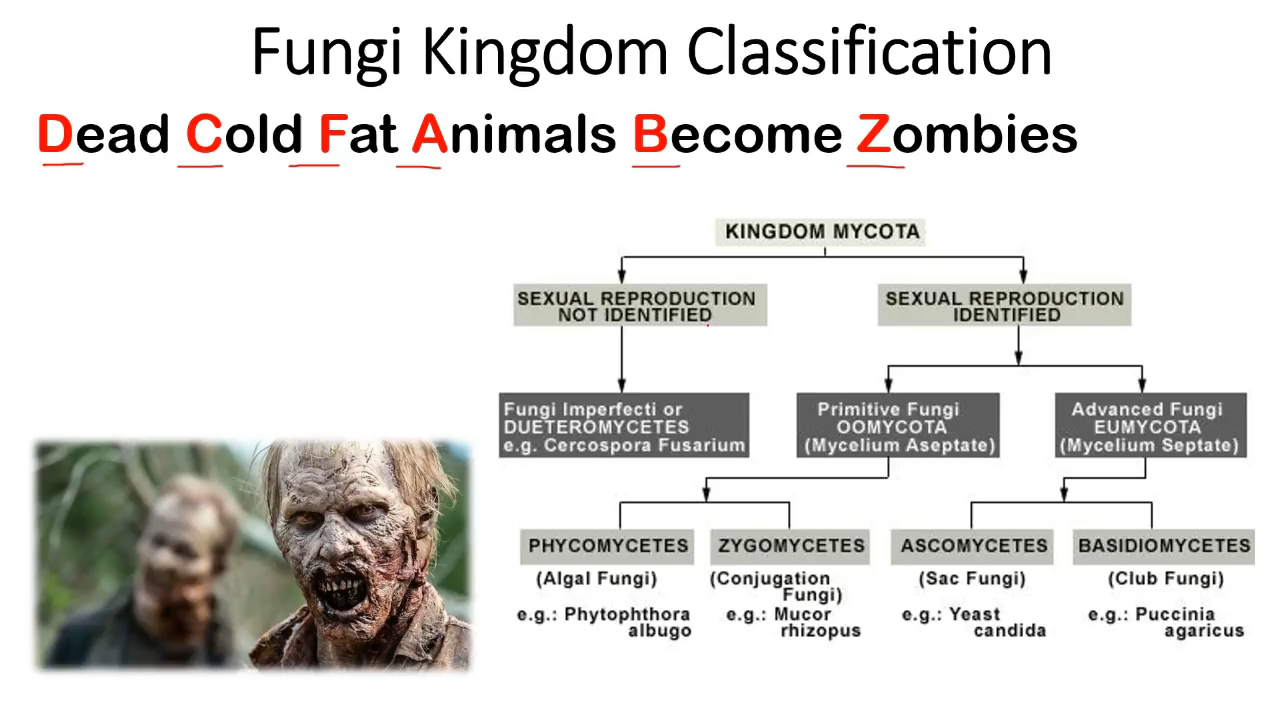 Fungi Kingdom Classification
Dead Cold Fat Animals Become Zombies
KINGDOM MYCOTA
SEXUAL REPRODUCTION
NOT IDENTIFIED
SEXUAL REPRODUCTION
IDENTIFIED
Fungi Imperfecti or
DUETEROMYCETES
e.g. Cercospora Fusarium
Primitive Fungi
OOMYCOTA
(Mycelium Aseptate)
Advanced Fungi
EUMYCOTA
(Mycelium Septate)
PHYCOMYCETES
(Algal Fungi)
e.g.: Phytophthora
albugo
ZYGOMYCETES
(Conjugation
Fungi)
e.g.: Mucor
rhizopus
ASCOMYCETES
(Sac Fungi)
e.g.: Yeast
candida
BASIDIOMYCETES
(Club Fungi)
e.g.: Puccinia
agaricus